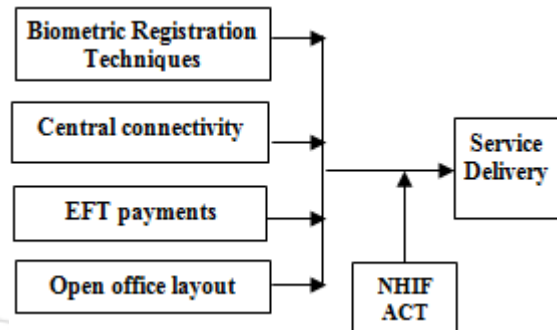 Biometric Registration
Techniques
Central connectivity
EFT payments
Open office layout
Service
Delivery
NHIF
ACT